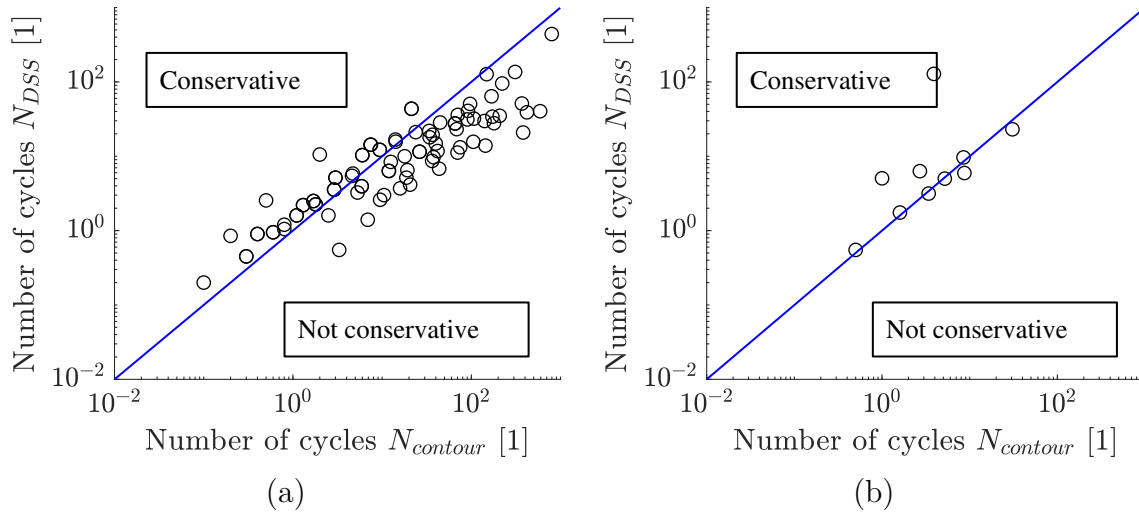 Number of cycles N_DSS [1]
10^2
10^0
10^-2
Conservative
Not conservative
10^-2 10^0 10^2
Number of cycles N_contour [1]
(a)
Number of cycles N_DSS [1]
10^2
10^0
10^-2
Conservative
Not conservative
10^-2 10^0 10^2
Number of cycles N_contour [1]
(b)